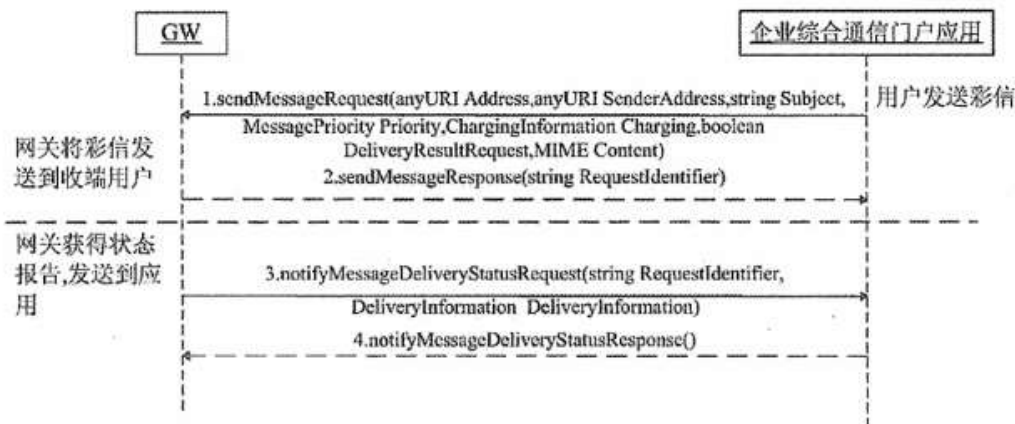 GW
企业综合通信门户应用
1.sendMessageRequest(anyURI Address,anyURI SenderAddress,string Subject,
用户发送彩信
MessagePriority Priority,ChargingInformation Charging,boolean
DeliveryResultRequest,MIME Content)
网关将彩信发
送到收端用户
2.sendMessageResponse(string RequestIdentifier)
网关获得状态
报告,发送到应
用
3.notifyMessageDeliveryStatusRequest(string RequestIdentifier,
DeliveryInformation DeliveryInformation)
4.notifyMessageDeliveryStatusResponse()